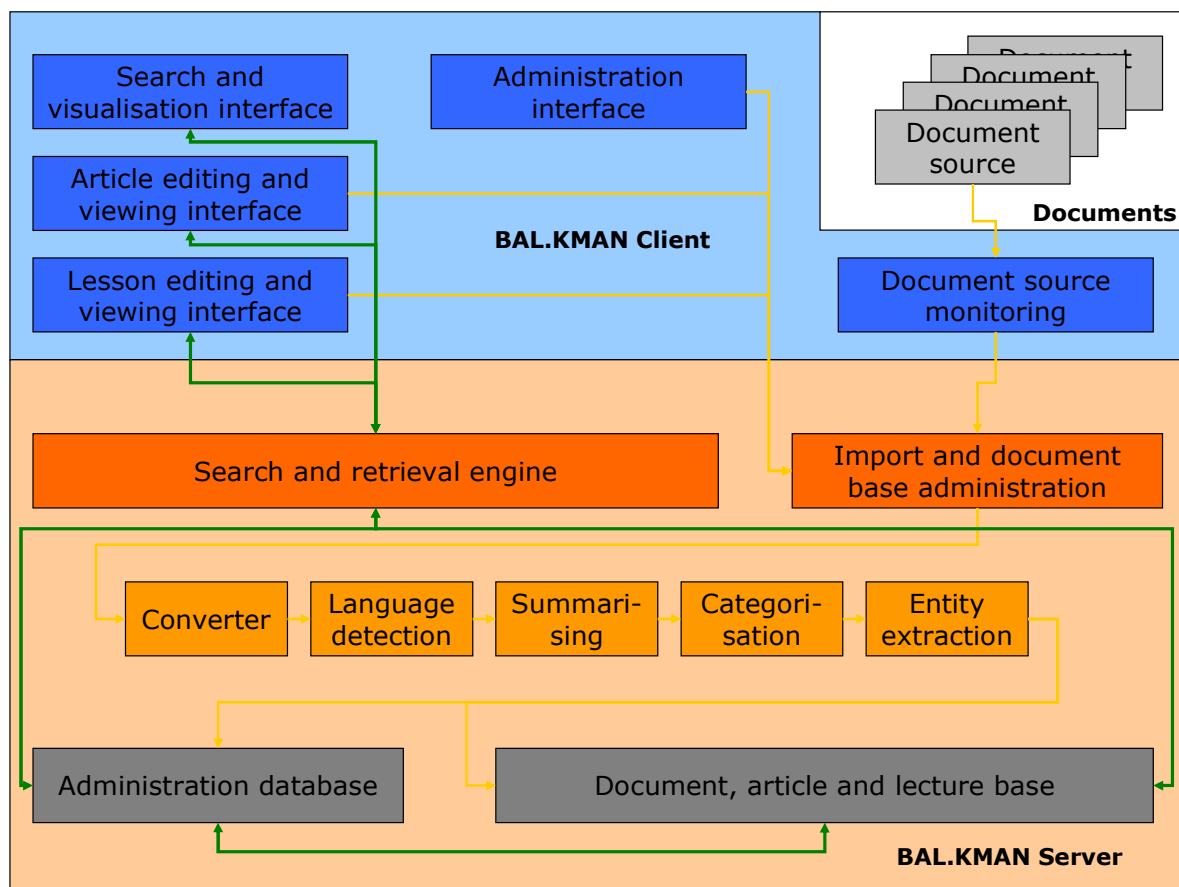 Search and
visualisation interface
Administration
interface
Document
Document
Document
Document
source
Documents
Article editing and
viewing interface
BAL.KMAN Client
Lesson editing and
viewing interface
Document source
monitoring
Search and retrieval engine
Import and document
base administration
Converter
Language
detection
Summari-
sing
Categori-
sation
Entity
extraction
Administration database
Document, article and lecture base
BAL.KMAN Server